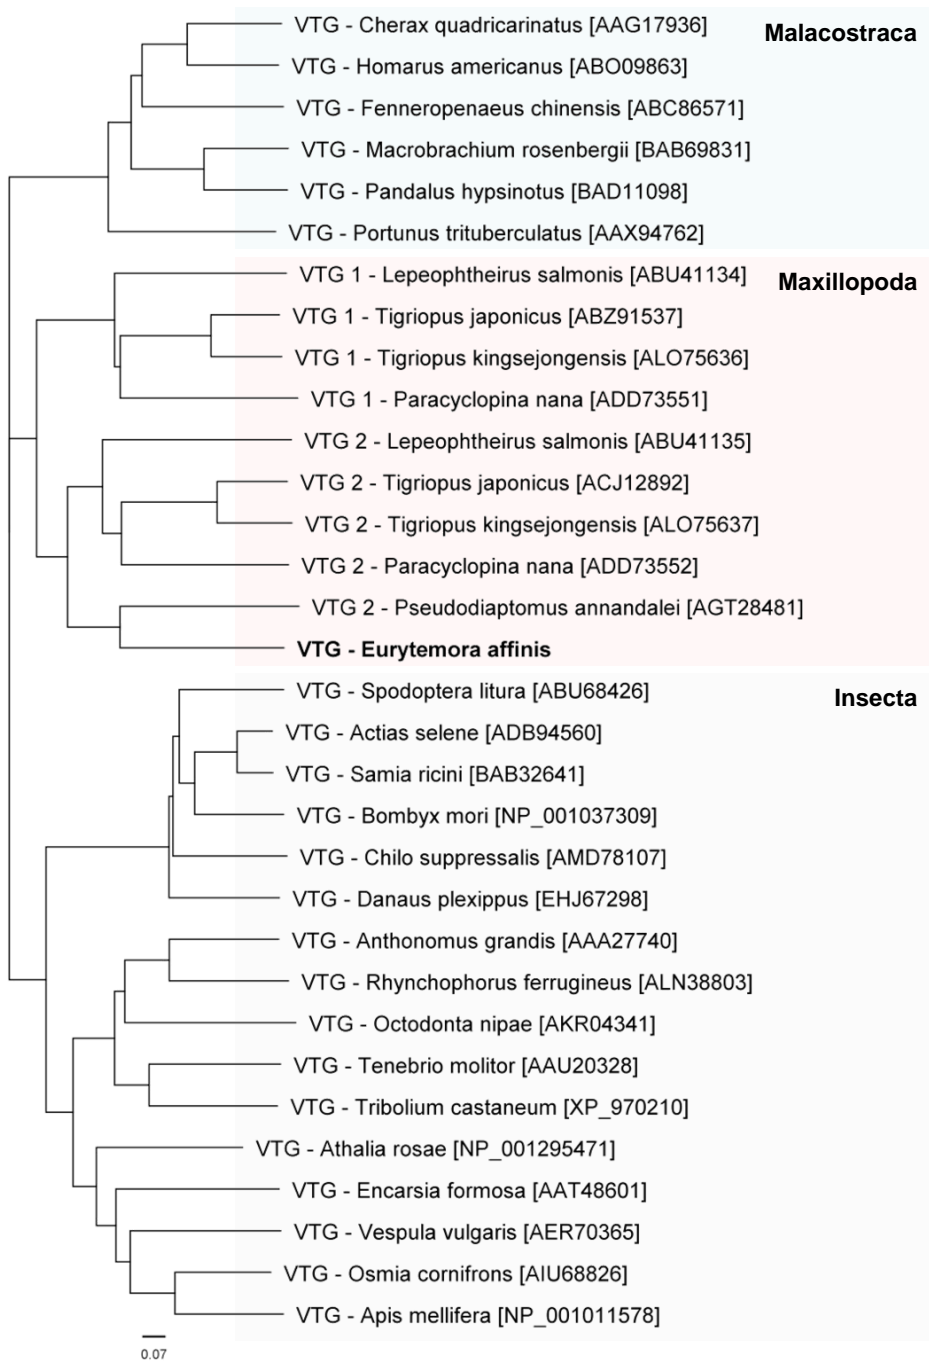 VTG - Cherax quadricarinatus [AAG17936]
Malacostraca
VTG - Homarus americanus [ABO09863]
VTG - Fenneropenaeus chinensis [ABC86571]
VTG - Macrobrachium rosenbergii [BAB69831]
VTG - Pandalus hypsinotus [BAD11098]
VTG - Portunus trituberculatus [AAX94762]
VTG 1 - Lepeophtheirus salmonis [ABU41134]
Maxillopoda
VTG 1 - Tigriopus japonicus [ABZ91537]
VTG 1 - Tigriopus kingsejongensis [ALO75636]
VTG 1 - Paracyclopina nana [ADD73551]
VTG 2 - Lepeophtheirus salmonis [ABU41135]
VTG 2 - Tigriopus japonicus [ACJ12892]
VTG 2 - Tigriopus kingsejongensis [ALO75637]
VTG 2 - Paracyclopina nana [ADD73552]
VTG 2 - Pseudodiaptomus annandalei [AGT28481]
VTG - Eurytemora affinis
VTG - Spodoptera litura [ABU68426]
Insecta
VTG - Actias selene [ADB94560]
VTG - Samia ricini [BAB32641]
VTG - Bombyx mori [NP_001037309]
VTG - Chilo suppressalis [AMD78107]
VTG - Danaus plexippus [EHJ67298]
VTG - Anthonomus grandis [AAA27740]
VTG - Rhynchophorus ferrugineus [ALN38803]
VTG - Octodonta nipae [AKR04341]
VTG - Tenebrio molitor [AAU20328]
VTG - Tribolium castaneum [XP_970210]
VTG - Athalia rosae [NP_001295471]
VTG - Encarsia formosa [AAT48601]
VTG - Vespula vulgaris [AER70365]
VTG - Osmia cornifrons [AIU68826]
VTG - Apis mellifera [NP_001011578]
0.07